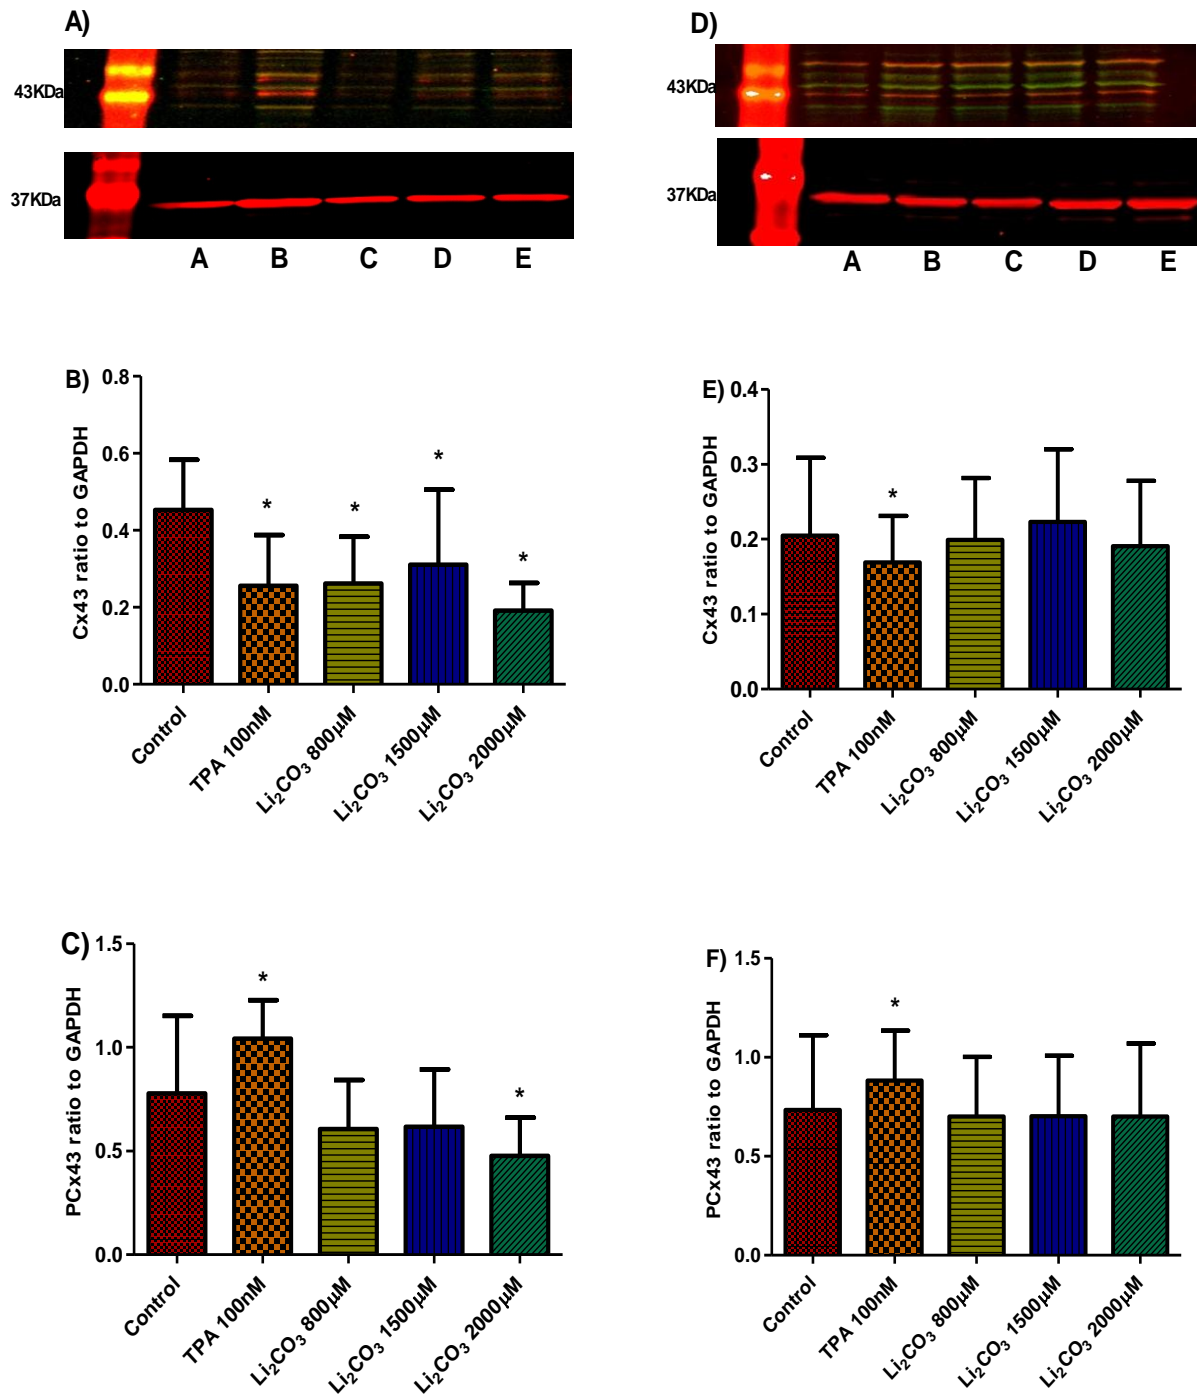 A)
43KDa
37KDa
A B C D E
D)
43KDa
37KDa
A B C D E
B)
Cx43 ratio to GAPDH
0.8
0.6
0.4
0.2
0.0
*
*
*
*
Control
TPA 100nM
Li₂CO₃ 800µM
Li₂CO₃ 1500µM
Li₂CO₃ 2000µM
E)
Cx43 ratio to GAPDH
0.4
0.3
0.2
0.1
0.0
*
Control
TPA 100nM
Li₂CO₃ 800µM
Li₂CO₃ 1500µM
Li₂CO₃ 2000µM
C)
PCx43 ratio to GAPDH
1.5
1.0
0.5
0.0
*
*
Control
TPA 100nM
Li₂CO₃ 800µM
Li₂CO₃ 1500µM
Li₂CO₃ 2000µM
F)
PCx43 ratio to GAPDH
1.5
1.0
0.5
0.0
*
Control
TPA 100nM
Li₂CO₃ 800µM
Li₂CO₃ 1500µM
Li₂CO₃ 2000µM